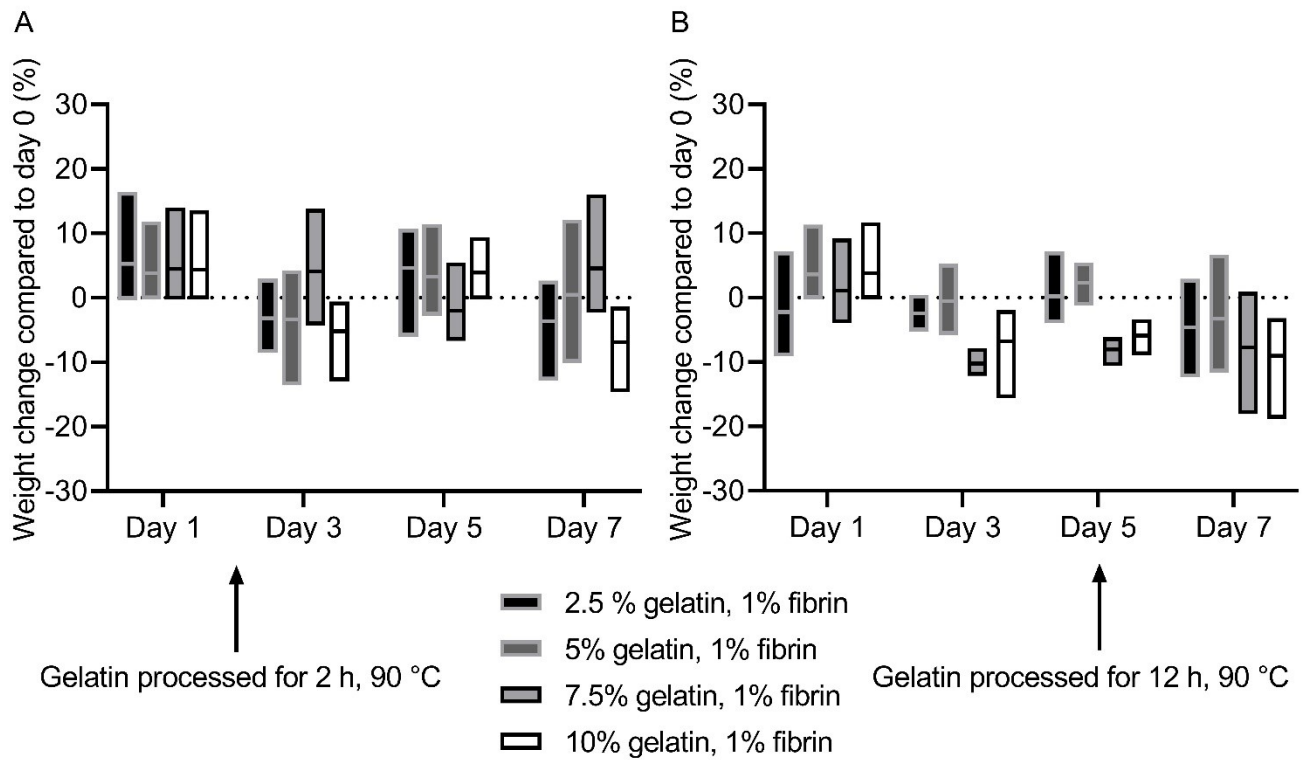 A
Weight change compared to day 0 (%)
30
20
10
0
-10
-20
-30
Day 1 Day 3 Day 5 Day 7
Gelatin processed for 2 h, 90 °C
B
Weight change compared to day 0 (%)
30
20
10
0
-10
-20
-30
Day 1 Day 3 Day 5 Day 7
Gelatin processed for 12 h, 90 °C
2.5 % gelatin, 1% fibrin
5% gelatin, 1% fibrin
7.5% gelatin, 1% fibrin
10% gelatin, 1% fibrin